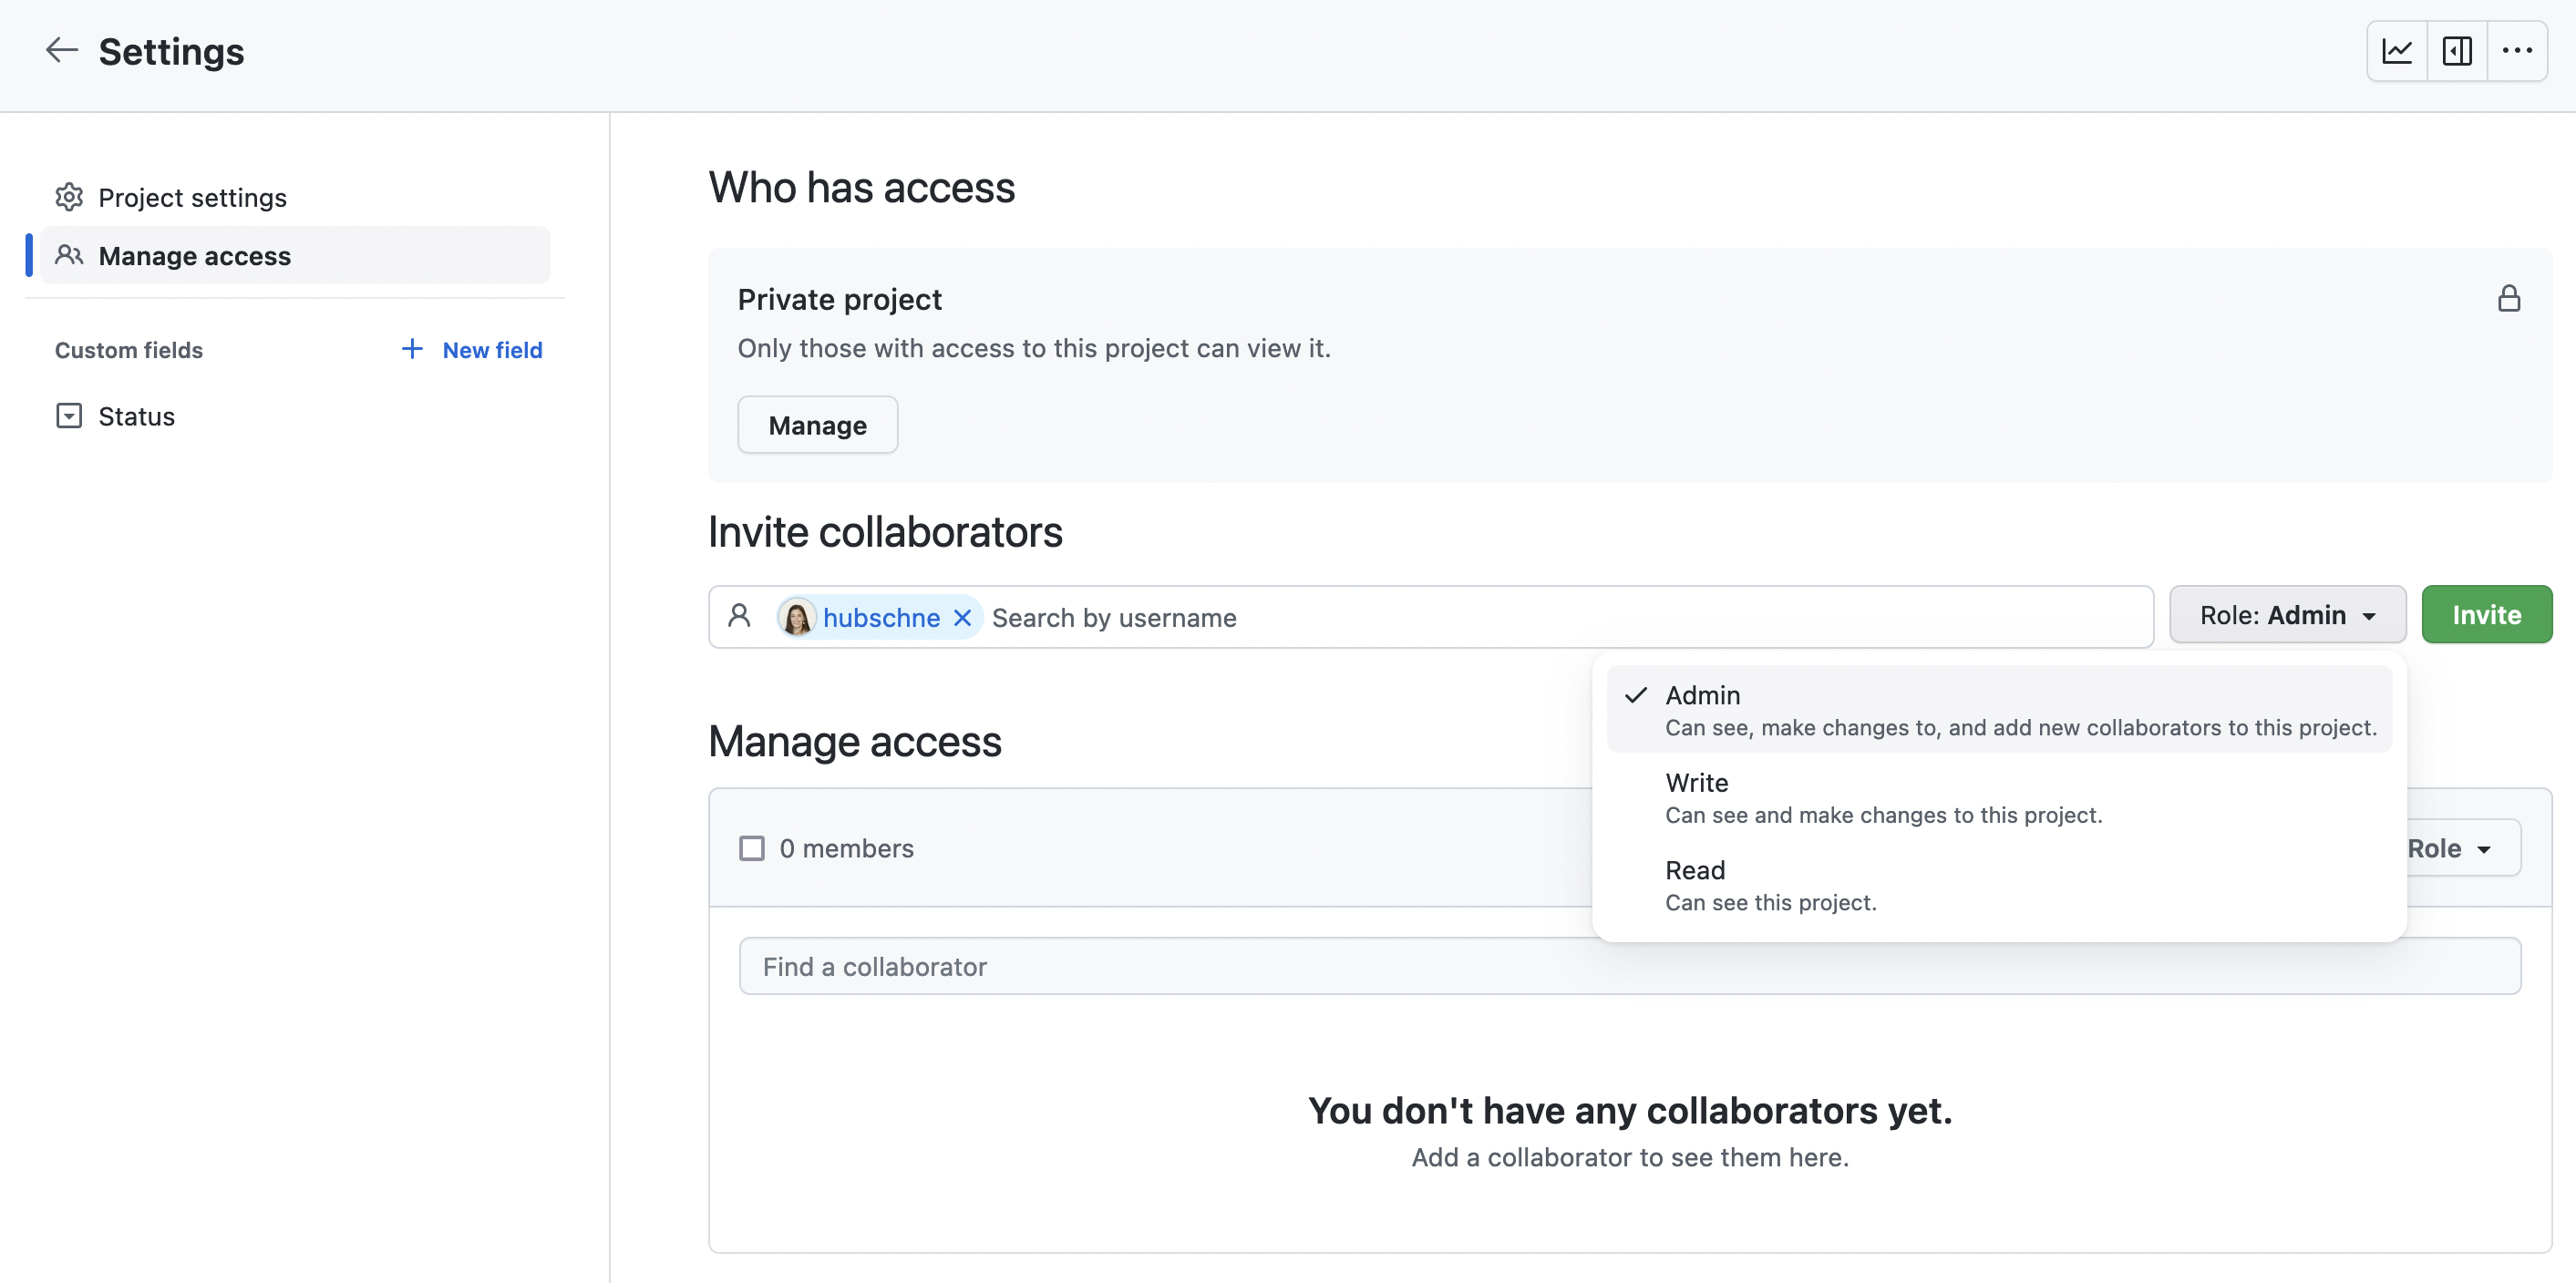 Settings
Project settings
Manage access
Custom fields
New field
Status
Who has access
Private project
Only those with access to this project can view it.
Manage
Invite collaborators
hubschne Search by username
Role: Admin
Invite
Admin
Can see, make changes to, and add new collaborators to this project.
Write
Can see and make changes to this project.
Read
Can see this project.
Manage access
0 members
Role
Find a collaborator
You don't have any collaborators yet.
Add a collaborator to see them here.